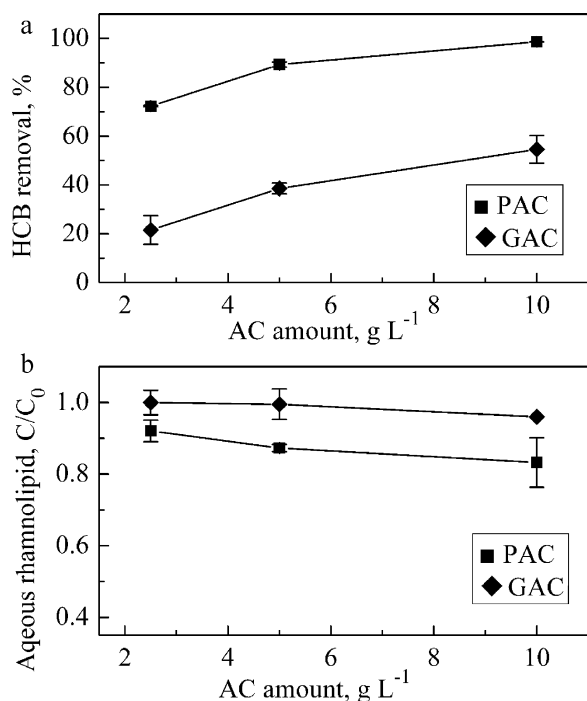 a
100
80
60
40
20
0
HCB removal, %
PAC
GAC
2 4 6 8 10
AC amount, g L-1
b
1.0
0.8
0.6
0.4
Aqeous rhamnolipid, C/C0
PAC
GAC
2 4 6 8 10
AC amount, g L-1